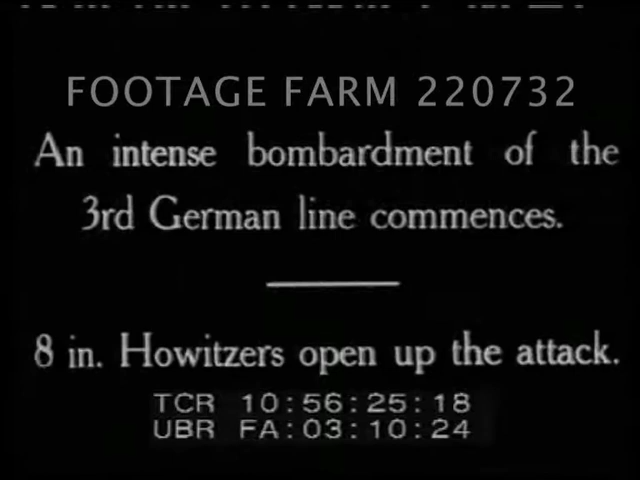 FOOTAGE FARM 220732
An intense bombardment of the
3rd German line commences.
8 in. Howitzers open up the attack.
TCR 10:56:25:18
UBR FA:03:10:24